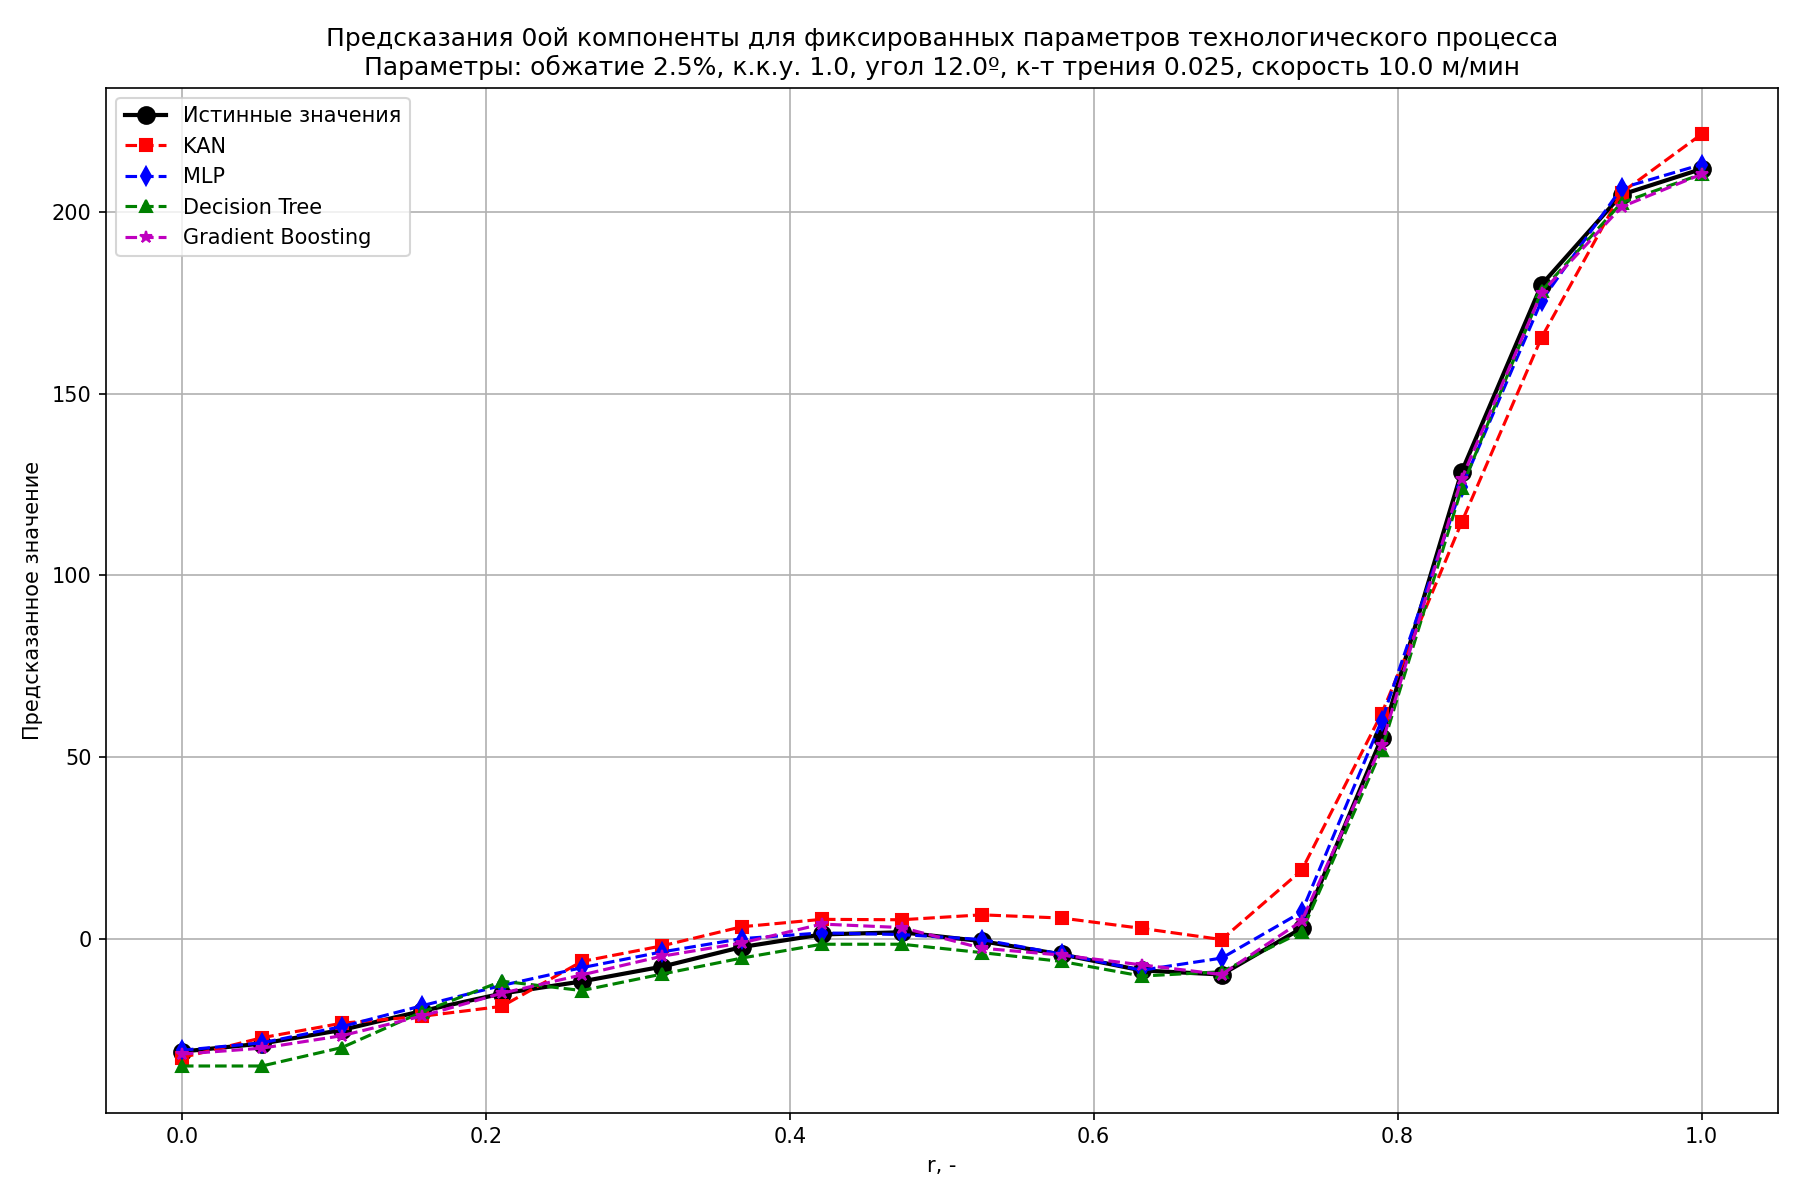 Предсказания 0ой компоненты для фиксированных параметров технологического процесса
Параметры: обжатие 2.5%, к.к.у. 1.0, угол 12.0º, к-т трения 0.025, скорость 10.0 м/мин
Истинные значения
KAN
MLP
Decision Tree
Gradient Boosting
Предсказанное значение
200
150
100
50
0
0.0
0.2
0.4
0.6
0.8
1.0
r, -